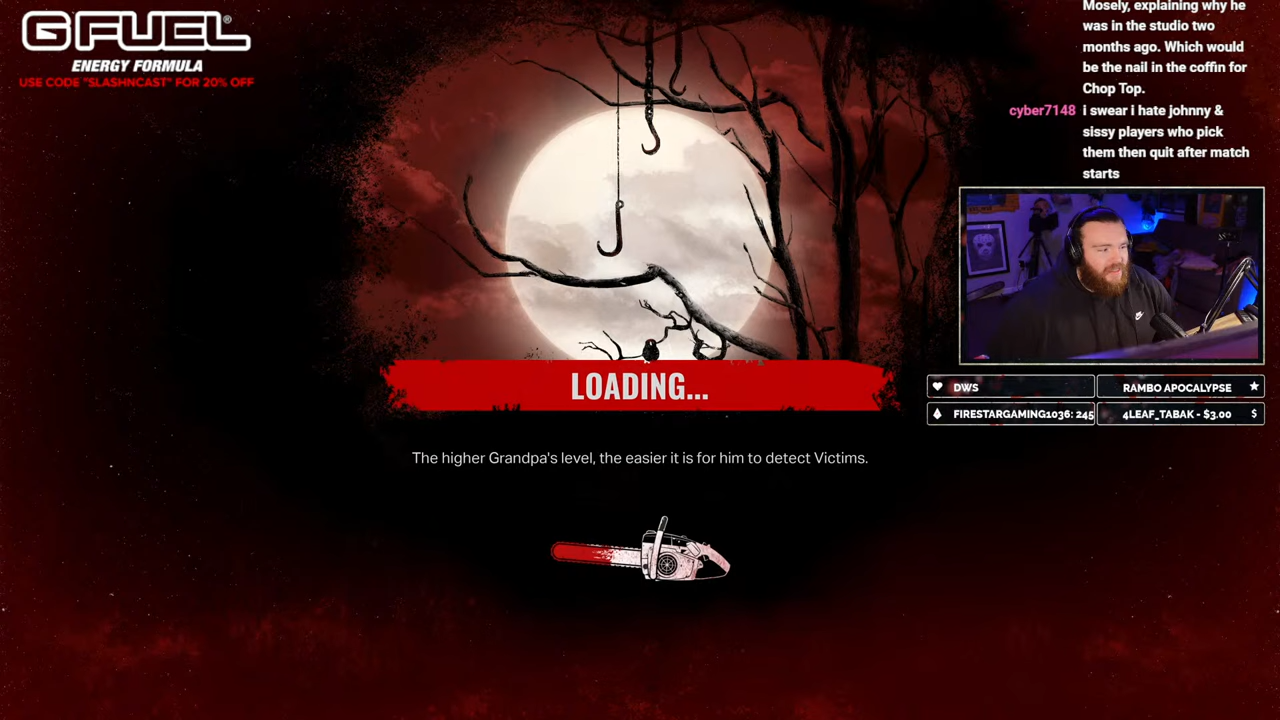 GFUEL®
ENERGY FORMULA
USE CODE "SLASHNCAST" FOR 20% OFF
Mosely, explaining why he
was in the studio two
months ago. Which would
be the nail in the coffin for
Chop Top.
cyber7148 i swear i hate johnny &
sissy players who pick
them then quit after match
starts
DWS
RAMBO APOCALYPSE
FIRESTARGAMING1036: 245
4LEAF_TABAK - $3.00 $
LOADING...
The higher Grandpa's level, the easier it is for him to detect Victims.